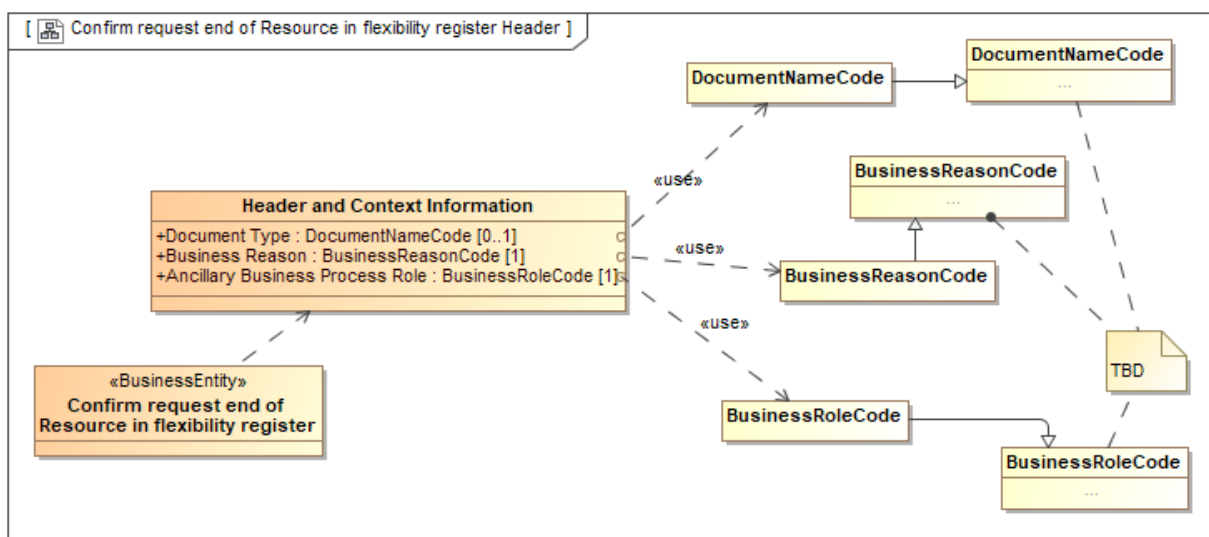 [ Confirm request end of Resource in flexibility register Header ]
DocumentNameCode
DocumentNameCode
...
BusinessReasonCode
...
«use»
Header and Context Information
+Document Type : DocumentNameCode [0..1]
+Business Reason : BusinessReasonCode [1]
+Ancillary Business Process Role : BusinessRoleCode [1]
«use»
BusinessReasonCode
«use»
TBD
«BusinessEntity»
Confirm request end of
Resource in flexibility register
BusinessRoleCode
BusinessRoleCode
...